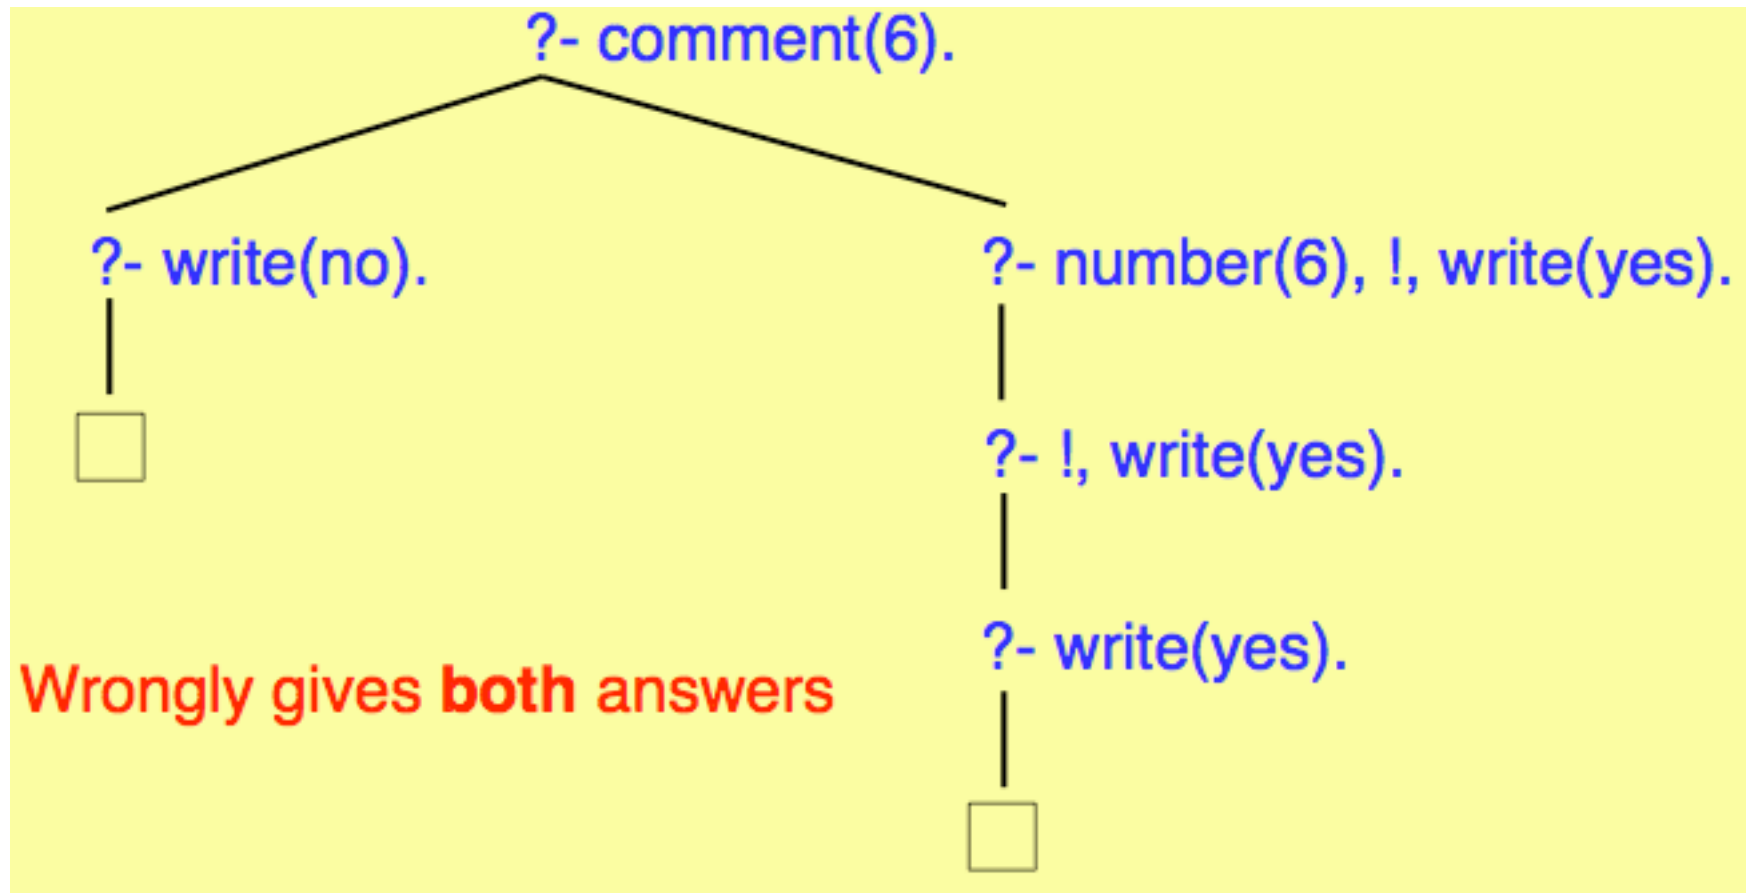 ?- comment(6).
?- write(no).
?- number(6), !, write(yes).
?- !, write(yes).
?- write(yes).
Wrongly gives both answers